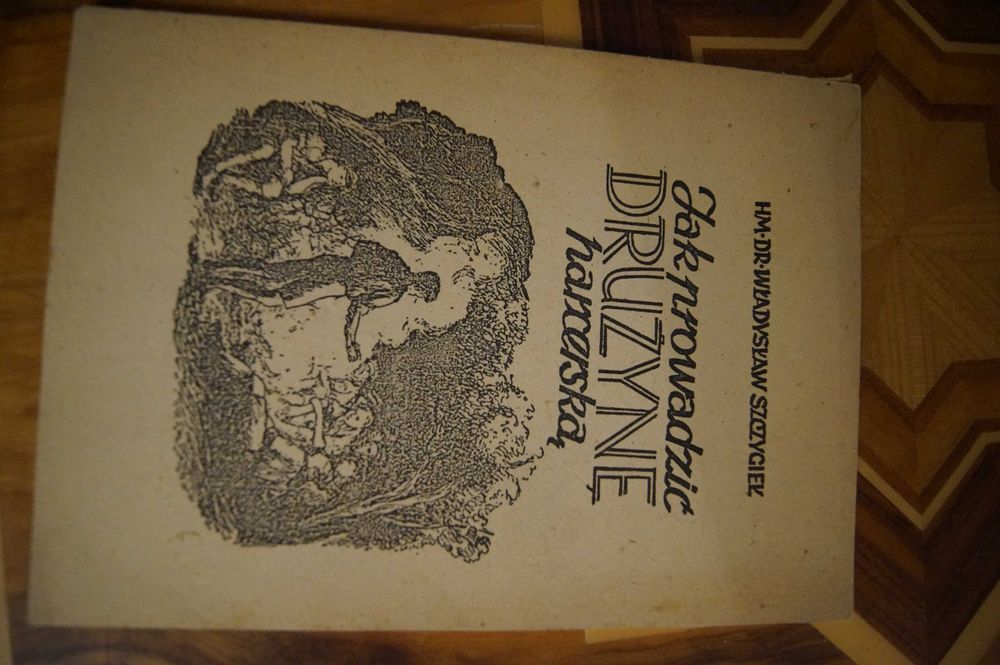 HM·DR·WŁADYSŁAW SZCZYGIEŁ
Jak prowadzić
DRUŻYNĘ
harcerską